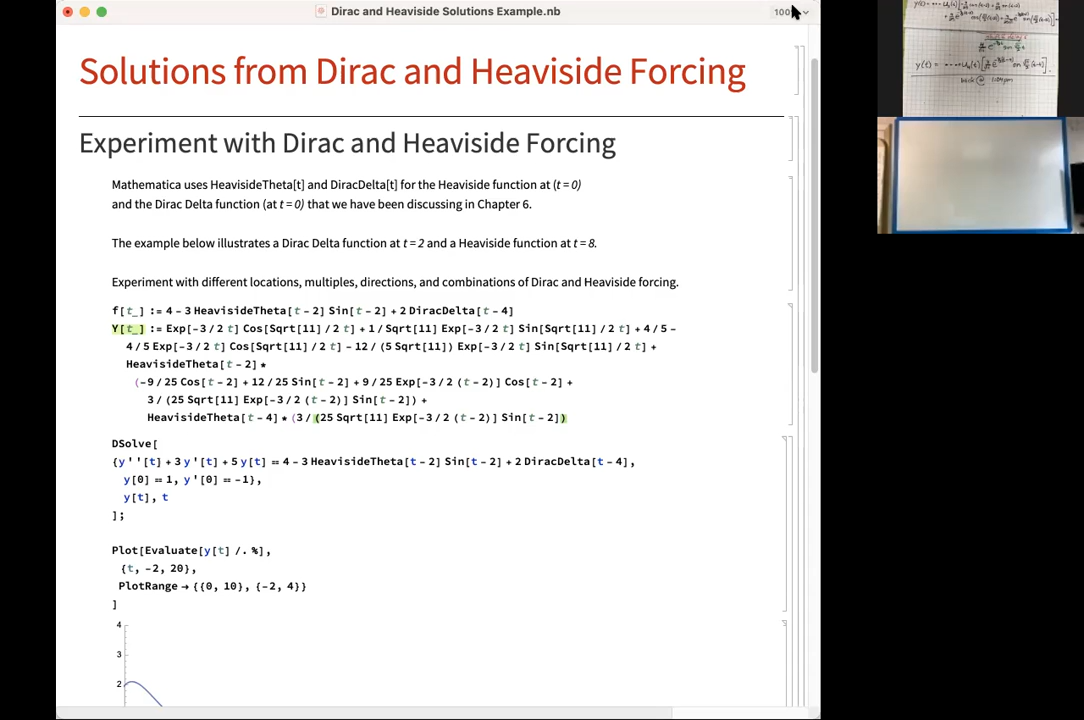 Dirac and Heaviside Solutions Example.nb
100
Solutions from Dirac and Heaviside Forcing
Experiment with Dirac and Heaviside Forcing
Mathematica uses HeavisideTheta[t] and DiracDelta[t] for the Heaviside function at (t = 0)
and the Dirac Delta function (at t = 0) that we have been discussing in Chapter 6.
The example below illustrates a Dirac Delta function at t = 2 and a Heaviside function at t = 8.
Experiment with different locations, multiples, directions, and combinations of Dirac and Heaviside forcing.
f[t_] := 4 - 3 HeavisideTheta[t - 2] Sin[t - 2] + 2 DiracDelta[t - 4]
Y[t_] := Exp[-3 / 2 t] Cos[Sqrt[11] / 2 t] + 1 / Sqrt[11] Exp[-3 / 2 t] Sin[Sqrt[11] / 2 t] + 4 / 5 -
4 / 5 Exp[-3 / 2 t] Cos[Sqrt[11] / 2 t] - 12 / (5 Sqrt[11]) Exp[-3 / 2 t] Sin[Sqrt[11] / 2 t] +
HeavisideTheta[t - 2] *
(-9 / 25 Cos[t - 2] + 12 / 25 Sin[t - 2] + 9 / 25 Exp[-3 / 2 (t - 2)] Cos[t - 2] +
3 / (25 Sqrt[11] Exp[-3 / 2 (t - 2)] Sin[t - 2]) +
HeavisideTheta[t - 4] * (3 / (25 Sqrt[11] Exp[-3 / 2 (t - 2)] Sin[t - 2])
DSolve[
{y''[t] + 3 y'[t] + 5 y[t] == 4 - 3 HeavisideTheta[t - 2] Sin[t - 2] + 2 DiracDelta[t - 4],
y[0] == 1, y'[0] == -1},
y[t], t
];
Plot[Evaluate[y[t] /. %],
{t, -2, 20},
PlotRange → {{0, 10}, {-2, 4}}
]
4
3
2